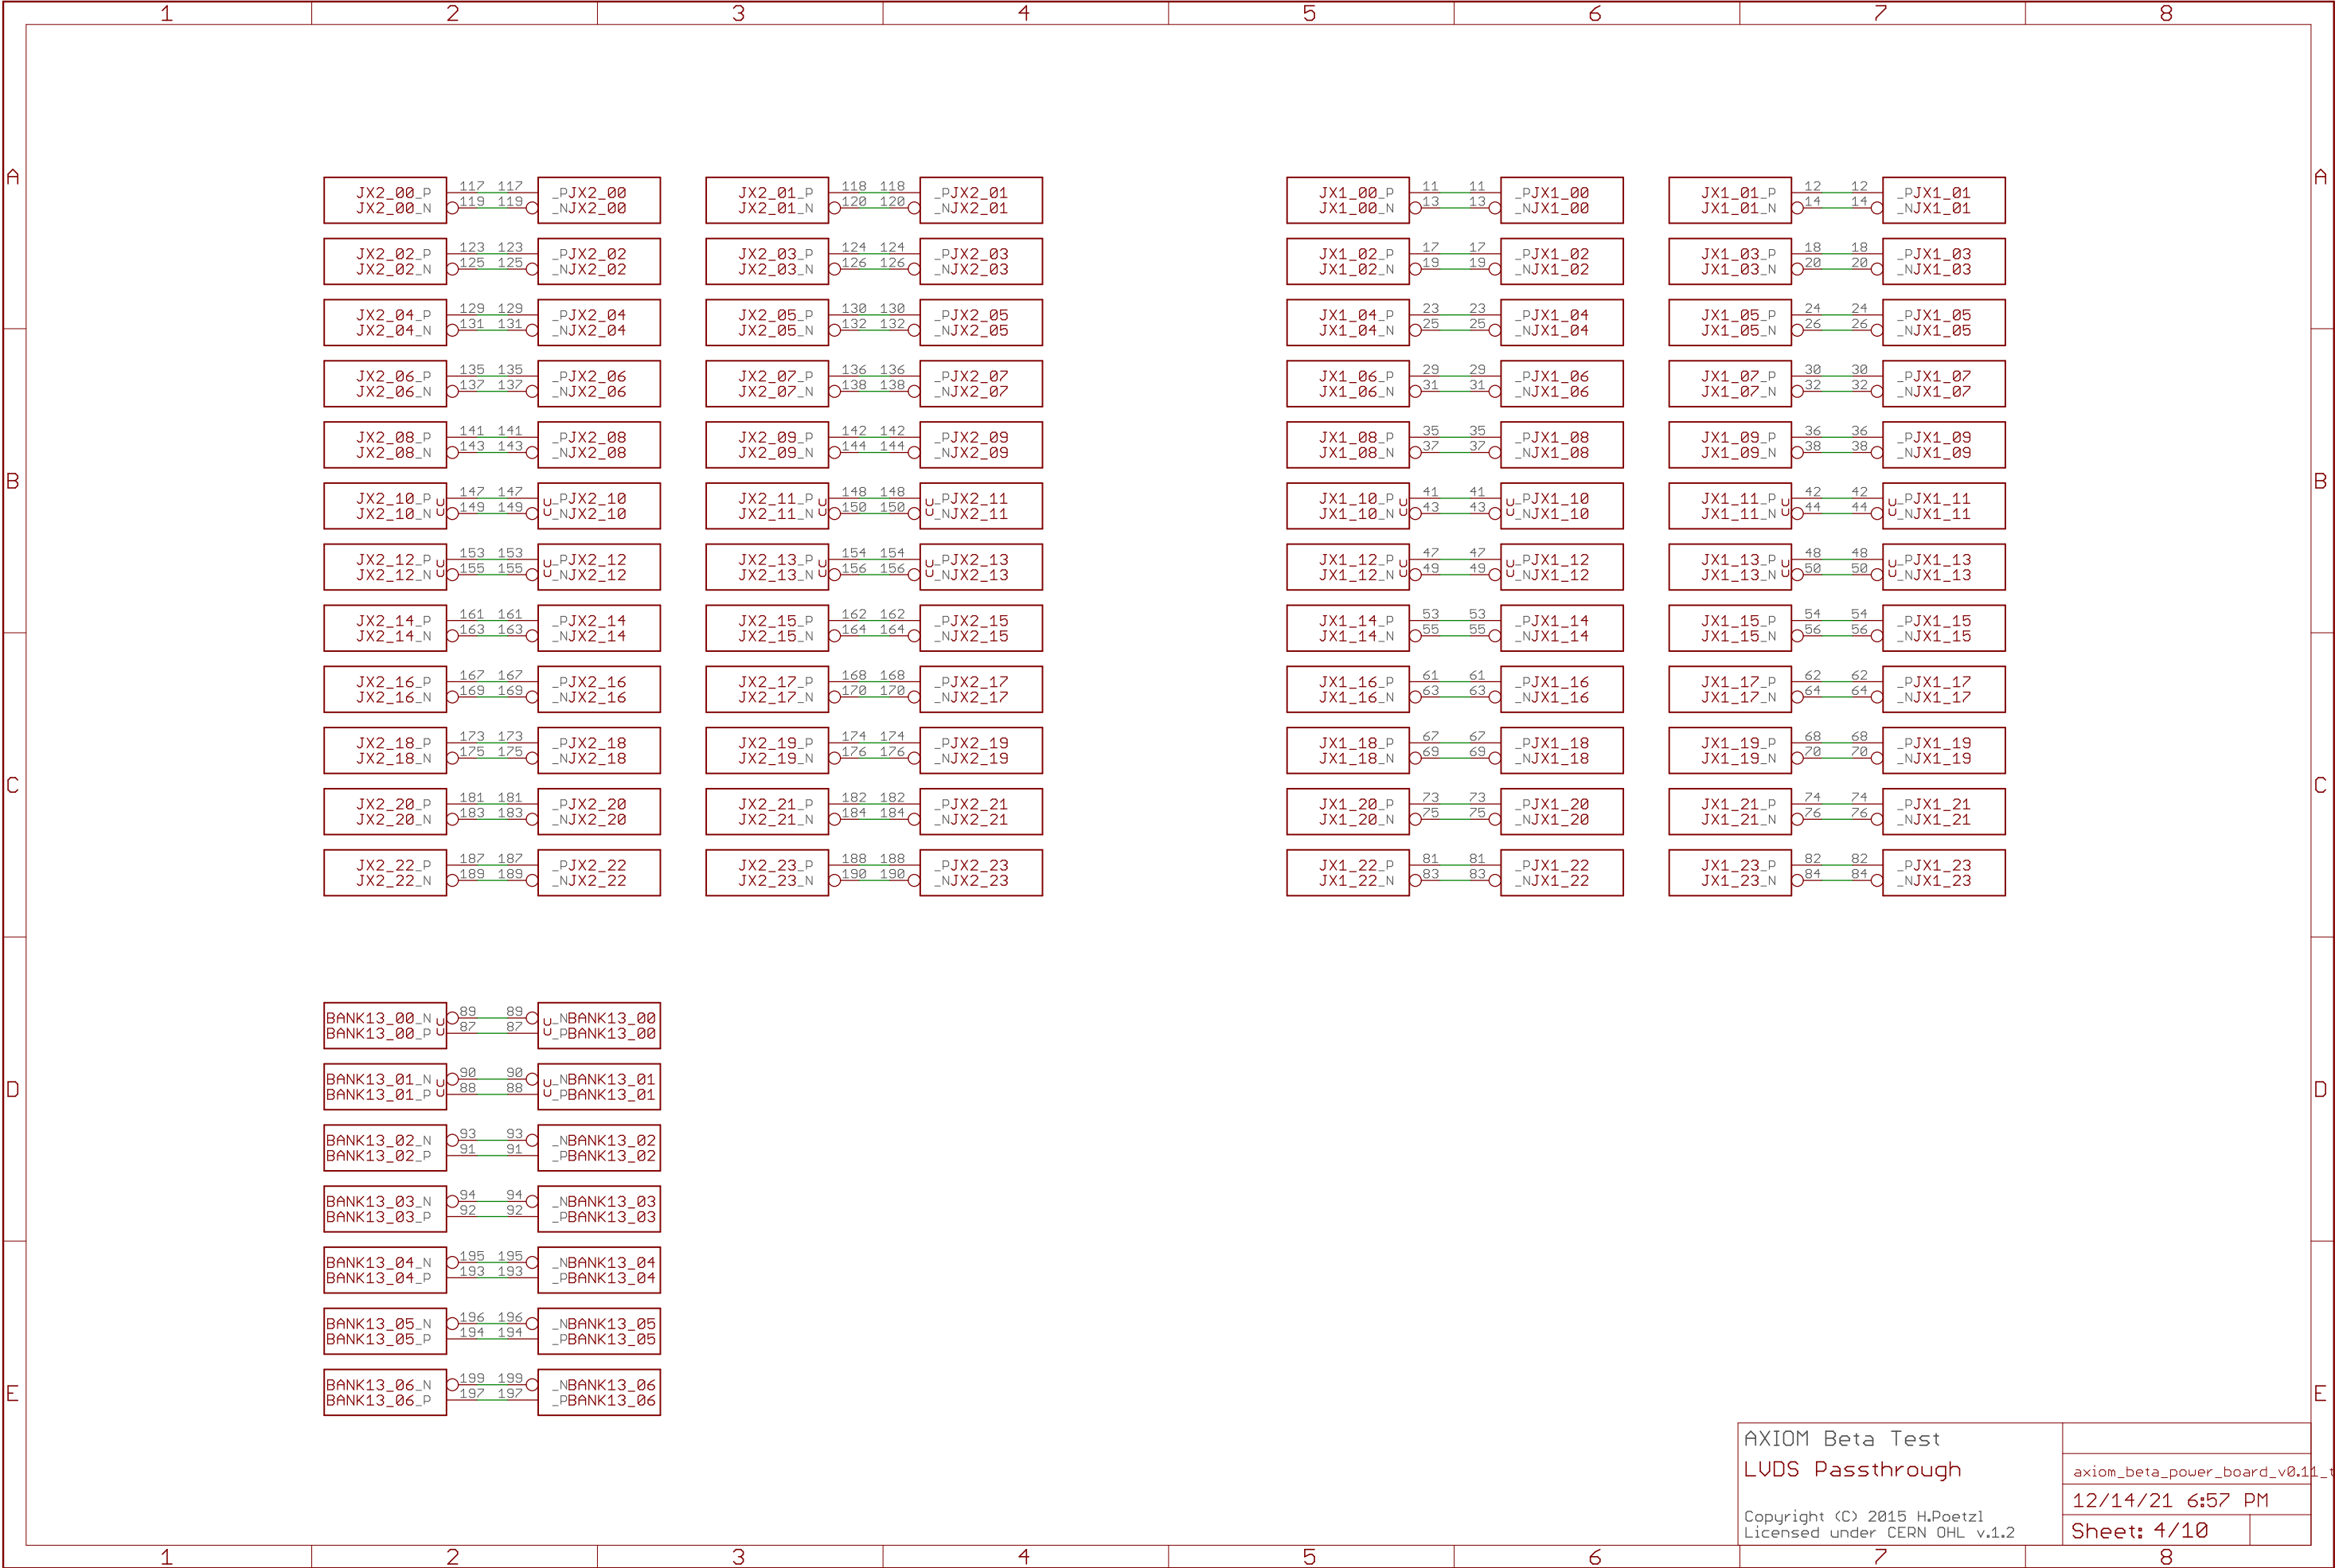 1 2 3 4 5 6 7 8
A A
JX2_00_P 117 117 _PJX2_00 JX2_01_P 118 118 _PJX2_01 JX1_00_P 11 11 _PJX1_00 JX1_01_P 12 12 _PJX1_01
JX2_00_N 119 119 _NJX2_00 JX2_01_N 120 120 _NJX2_01 JX1_00_N 13 13 _NJX1_00 JX1_01_N 14 14 _NJX1_01
JX2_02_P 123 123 _PJX2_02 JX2_03_P 124 124 _PJX2_03 JX1_02_P 17 17 _PJX1_02 JX1_03_P 18 18 _PJX1_03
JX2_02_N 125 125 _NJX2_02 JX2_03_N 126 126 _NJX2_03 JX1_02_N 19 19 _NJX1_02 JX1_03_N 20 20 _NJX1_03
JX2_04_P 129 129 _PJX2_04 JX2_05_P 130 130 _PJX2_05 JX1_04_P 23 23 _PJX1_04 JX1_05_P 24 24 _PJX1_05
JX2_04_N 131 131 _NJX2_04 JX2_05_N 132 132 _NJX2_05 JX1_04_N 25 25 _NJX1_04 JX1_05_N 26 26 _NJX1_05
JX2_06_P 135 135 _PJX2_06 JX2_07_P 136 136 _PJX2_07 JX1_06_P 29 29 _PJX1_06 JX1_07_P 30 30 _PJX1_07
JX2_06_N 137 137 _NJX2_06 JX2_07_N 138 138 _NJX2_07 JX1_06_N 31 31 _NJX1_06 JX1_07_N 32 32 _NJX1_07
JX2_08_P 141 141 _PJX2_08 JX2_09_P 142 142 _PJX2_09 JX1_08_P 35 35 _PJX1_08 JX1_09_P 36 36 _PJX1_09
JX2_08_N 143 143 _NJX2_08 JX2_09_N 144 144 _NJX2_09 JX1_08_N 37 37 _NJX1_08 JX1_09_N 38 38 _NJX1_09
B B
JX2_10_P U 147 147 U _PJX2_10 JX2_11_P U 148 148 U _PJX2_11 JX1_10_P U 41 41 U _PJX1_10 JX1_11_P U 42 42 U _PJX1_11
JX2_10_N U 149 149 U _NJX2_10 JX2_11_N U 150 150 U _NJX2_11 JX1_10_N U 43 43 U _NJX1_10 JX1_11_N U 44 44 U _NJX1_11
JX2_12_P U 153 153 U _PJX2_12 JX2_13_P U 154 154 U _PJX2_13 JX1_12_P U 47 47 U _PJX1_12 JX1_13_P U 48 48 U _PJX1_13
JX2_12_N U 155 155 U _NJX2_12 JX2_13_N U 156 156 U _NJX2_13 JX1_12_N U 49 49 U _NJX1_12 JX1_13_N U 50 50 U _NJX1_13
JX2_14_P 161 161 _PJX2_14 JX2_15_P 162 162 _PJX2_15 JX1_14_P 53 53 _PJX1_14 JX1_15_P 54 54 _PJX1_15
JX2_14_N 163 163 _NJX2_14 JX2_15_N 164 164 _NJX2_15 JX1_14_N 55 55 _NJX1_14 JX1_15_N 56 56 _NJX1_15
JX2_16_P 167 167 _PJX2_16 JX2_17_P 168 168 _PJX2_17 JX1_16_P 61 61 _PJX1_16 JX1_17_P 62 62 _PJX1_17
JX2_16_N 169 169 _NJX2_16 JX2_17_N 170 170 _NJX2_17 JX1_16_N 63 63 _NJX1_16 JX1_17_N 64 64 _NJX1_17
JX2_18_P 173 173 _PJX2_18 JX2_19_P 174 174 _PJX2_19 JX1_18_P 67 67 _PJX1_18 JX1_19_P 68 68 _PJX1_19
JX2_18_N 175 175 _NJX2_18 JX2_19_N 176 176 _NJX2_19 JX1_18_N 69 69 _NJX1_18 JX1_19_N 70 70 _NJX1_19
C C
JX2_20_P 181 181 _PJX2_20 JX2_21_P 182 182 _PJX2_21 JX1_20_P 73 73 _PJX1_20 JX1_21_P 74 74 _PJX1_21
JX2_20_N 183 183 _NJX2_20 JX2_21_N 184 184 _NJX2_21 JX1_20_N 75 75 _NJX1_20 JX1_21_N 76 76 _NJX1_21
JX2_22_P 187 187 _PJX2_22 JX2_23_P 188 188 _PJX2_23 JX1_22_P 81 81 _PJX1_22 JX1_23_P 82 82 _PJX1_23
JX2_22_N 189 189 _NJX2_22 JX2_23_N 190 190 _NJX2_23 JX1_22_N 83 83 _NJX1_22 JX1_23_N 84 84 _NJX1_23
BANK13_00_N U 89 89 U _NBANK13_00
BANK13_00_P U 87 87 U _PBANK13_00
BANK13_01_N U 90 90 U _NBANK13_01
D D
BANK13_01_P U 88 88 U _PBANK13_01
BANK13_02_N 93 93 _NBANK13_02
BANK13_02_P 91 91 _PBANK13_02
BANK13_03_N 94 94 _NBANK13_03
BANK13_03_P 92 92 _PBANK13_03
BANK13_04_N 195 195 _NBANK13_04
BANK13_04_P 193 193 _PBANK13_04
BANK13_05_N 196 196 _NBANK13_05
BANK13_05_P 194 194 _PBANK13_05
BANK13_06_N 199 199 _NBANK13_06
E E
BANK13_06_P 197 197 _PBANK13_06
AXIOM Beta Test
LVDS Passthrough
Copyright (C) 2015 H.Poetzl
Licensed under CERN OHL v.1.2
axiom_beta_power_board_v0.11_t
12/14/21 6:57 PM
Sheet: 4/10
1 2 3 4 5 6 7 8